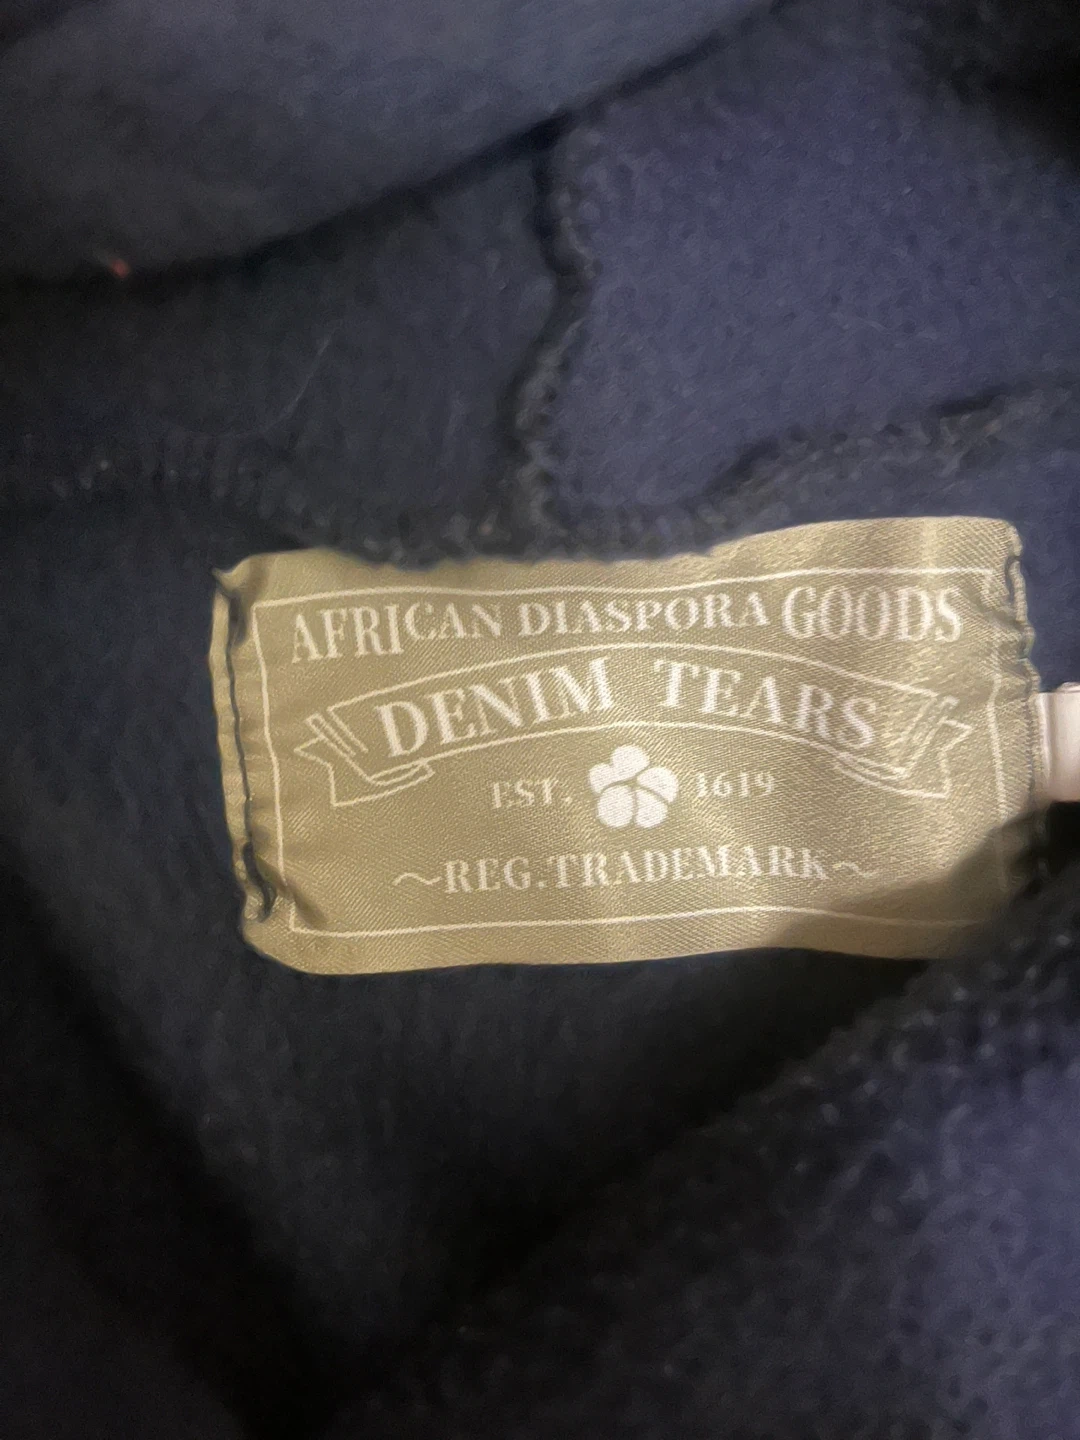 AFRICAN DIASPORA GOODS
DENIM TEARS
EST. 1619
~REG.TRADEMARK~